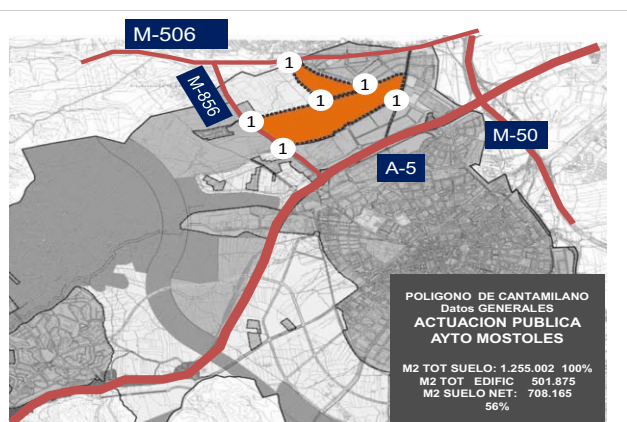 M-506
1
M-856
1
1
1
1
1
M-50
A-5
POLIGONO DE CANTAMILANO
Datos GENERALES
ACTUACION PUBLICA
AYTO MOSTOLES
M2 TOT SUELO: 1.255.002 100%
M2 TOT EDIFIC 501.875
M2 SUELO NET: 708.165
56%